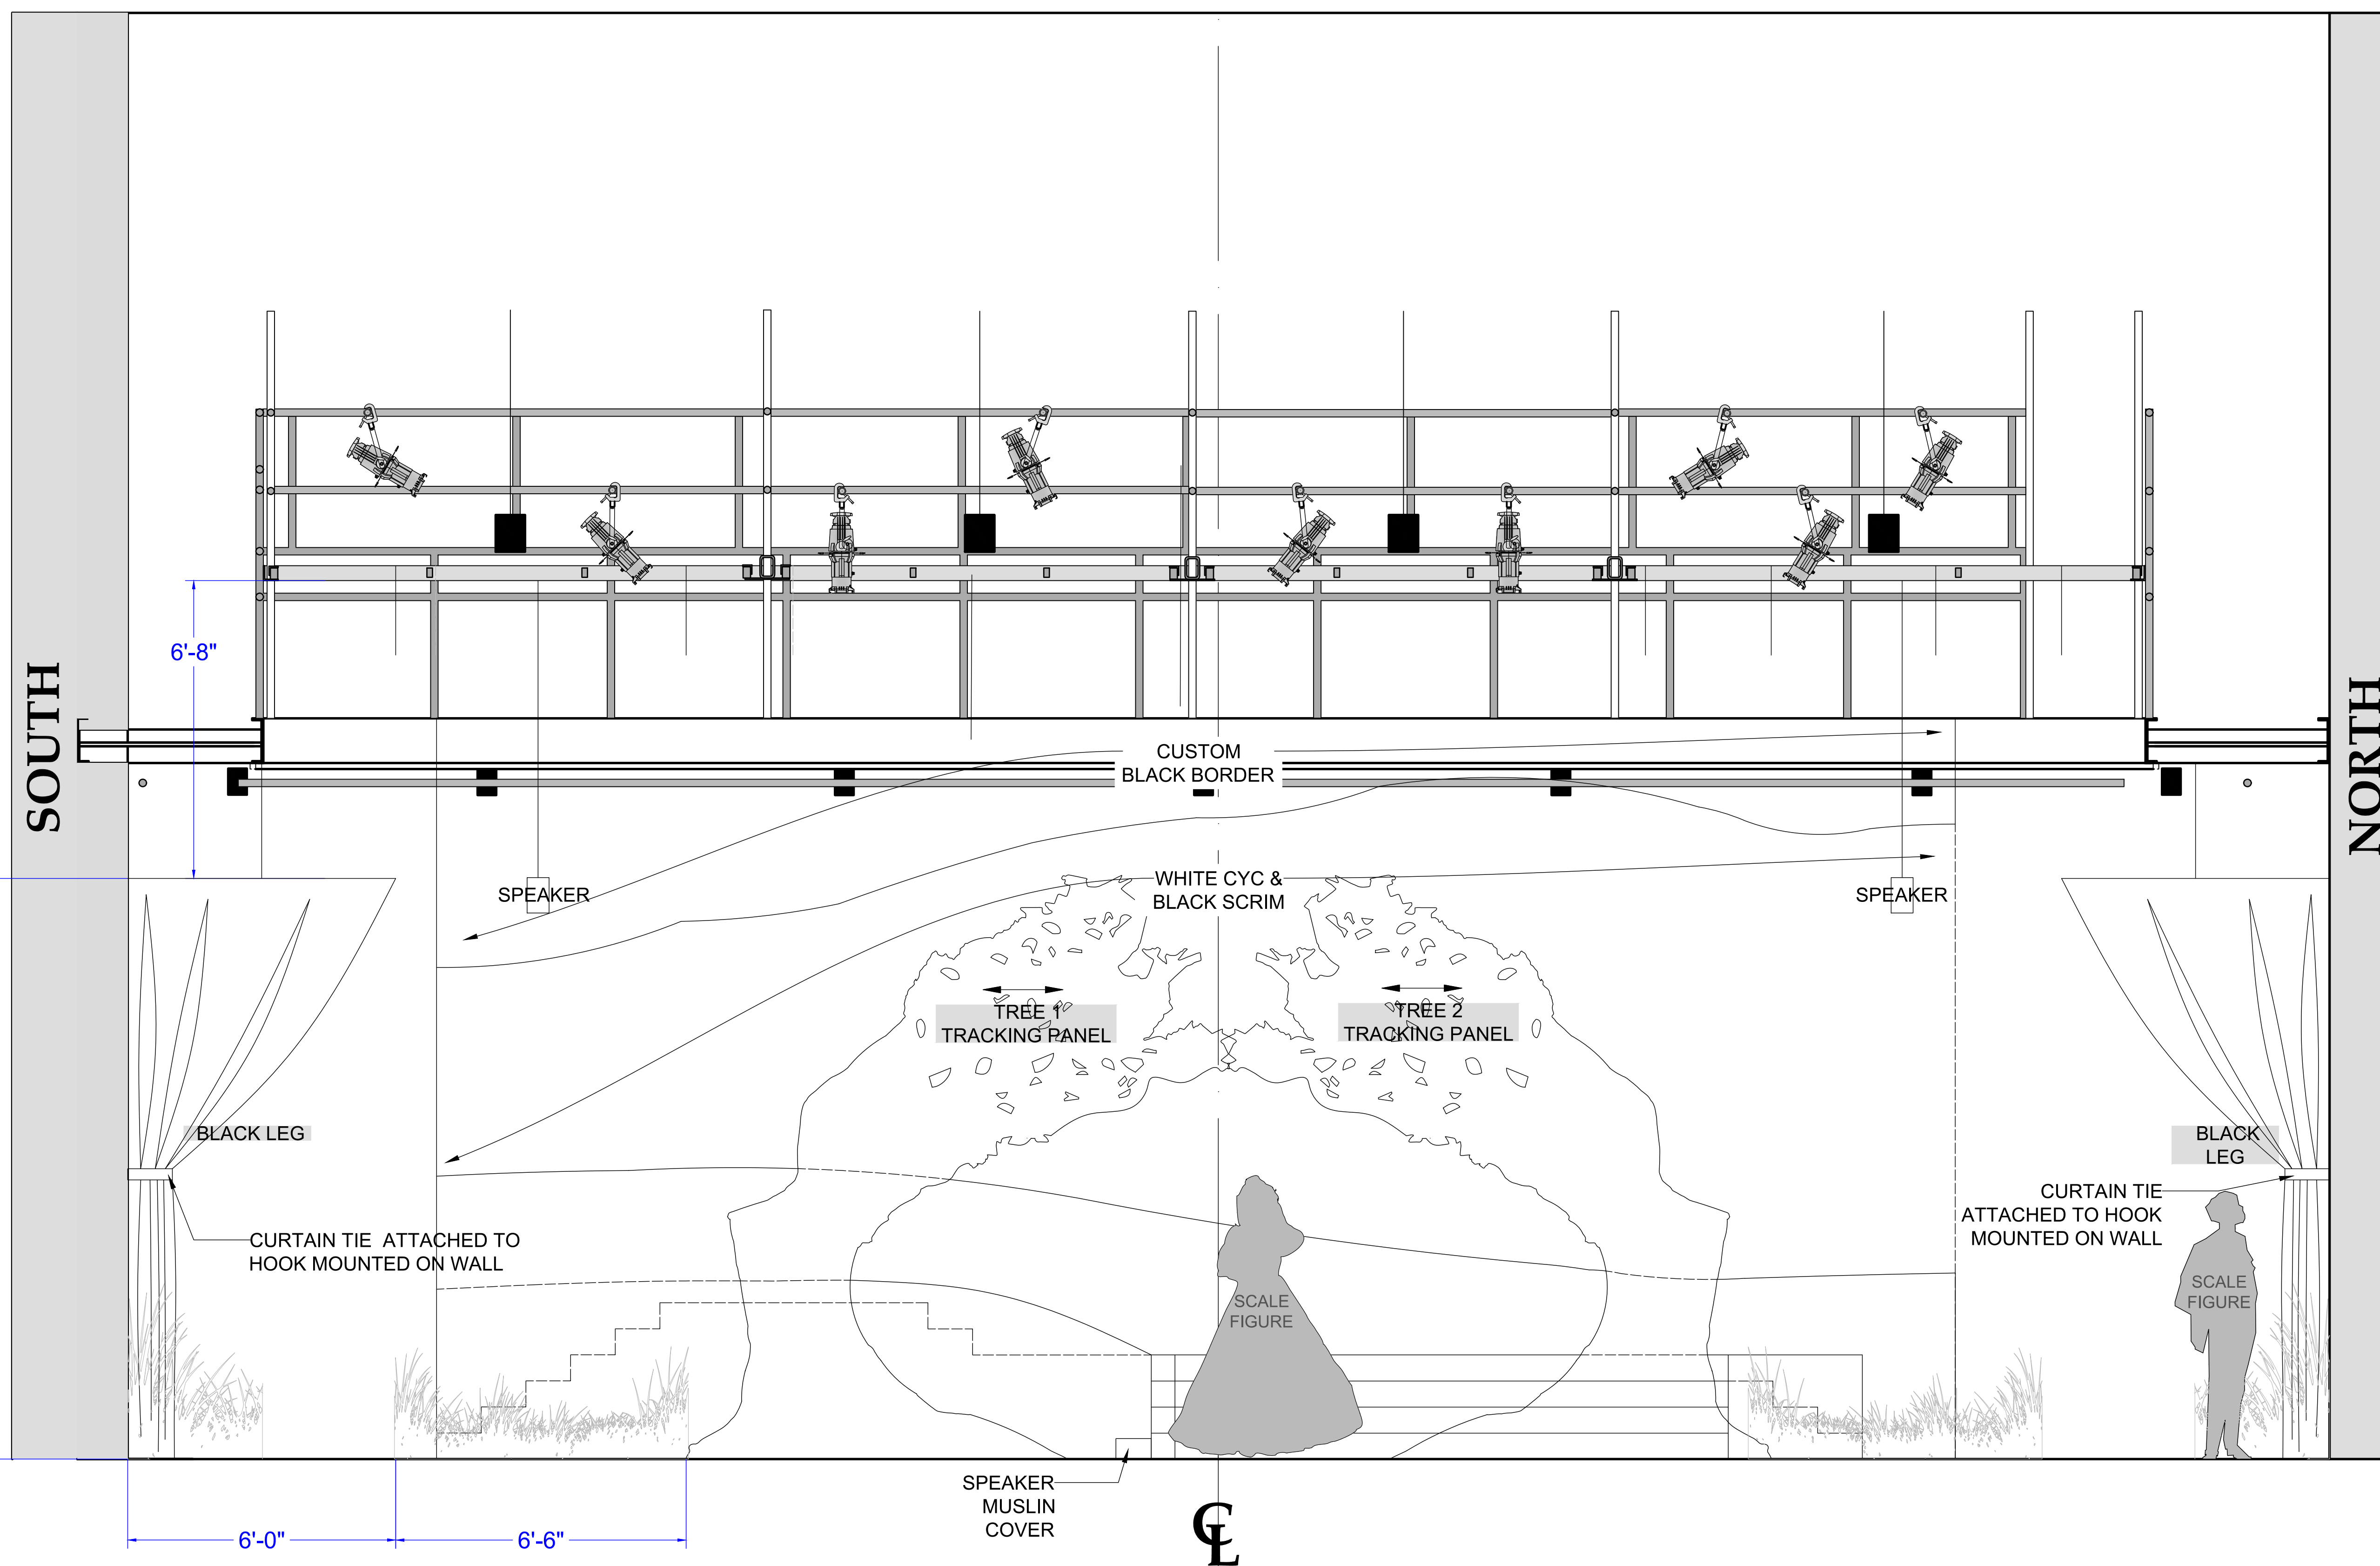 SOUTH
NORTH
6'-8"
CUSTOM
BLACK BORDER
SPEAKER
WHITE CYC &
BLACK SCRIM
SPEAKER
TREE 1
TRACKING PANEL
TREE 2
TRACKING PANEL
BLACK LEG
BLACK
LEG
CURTAIN TIE ATTACHED TO
HOOK MOUNTED ON WALL
CURTAIN TIE
ATTACHED TO HOOK
MOUNTED ON WALL
SCALE
FIGURE
SCALE
FIGURE
SPEAKER
MUSLIN
COVER
6'-0"
6'-6"
CL